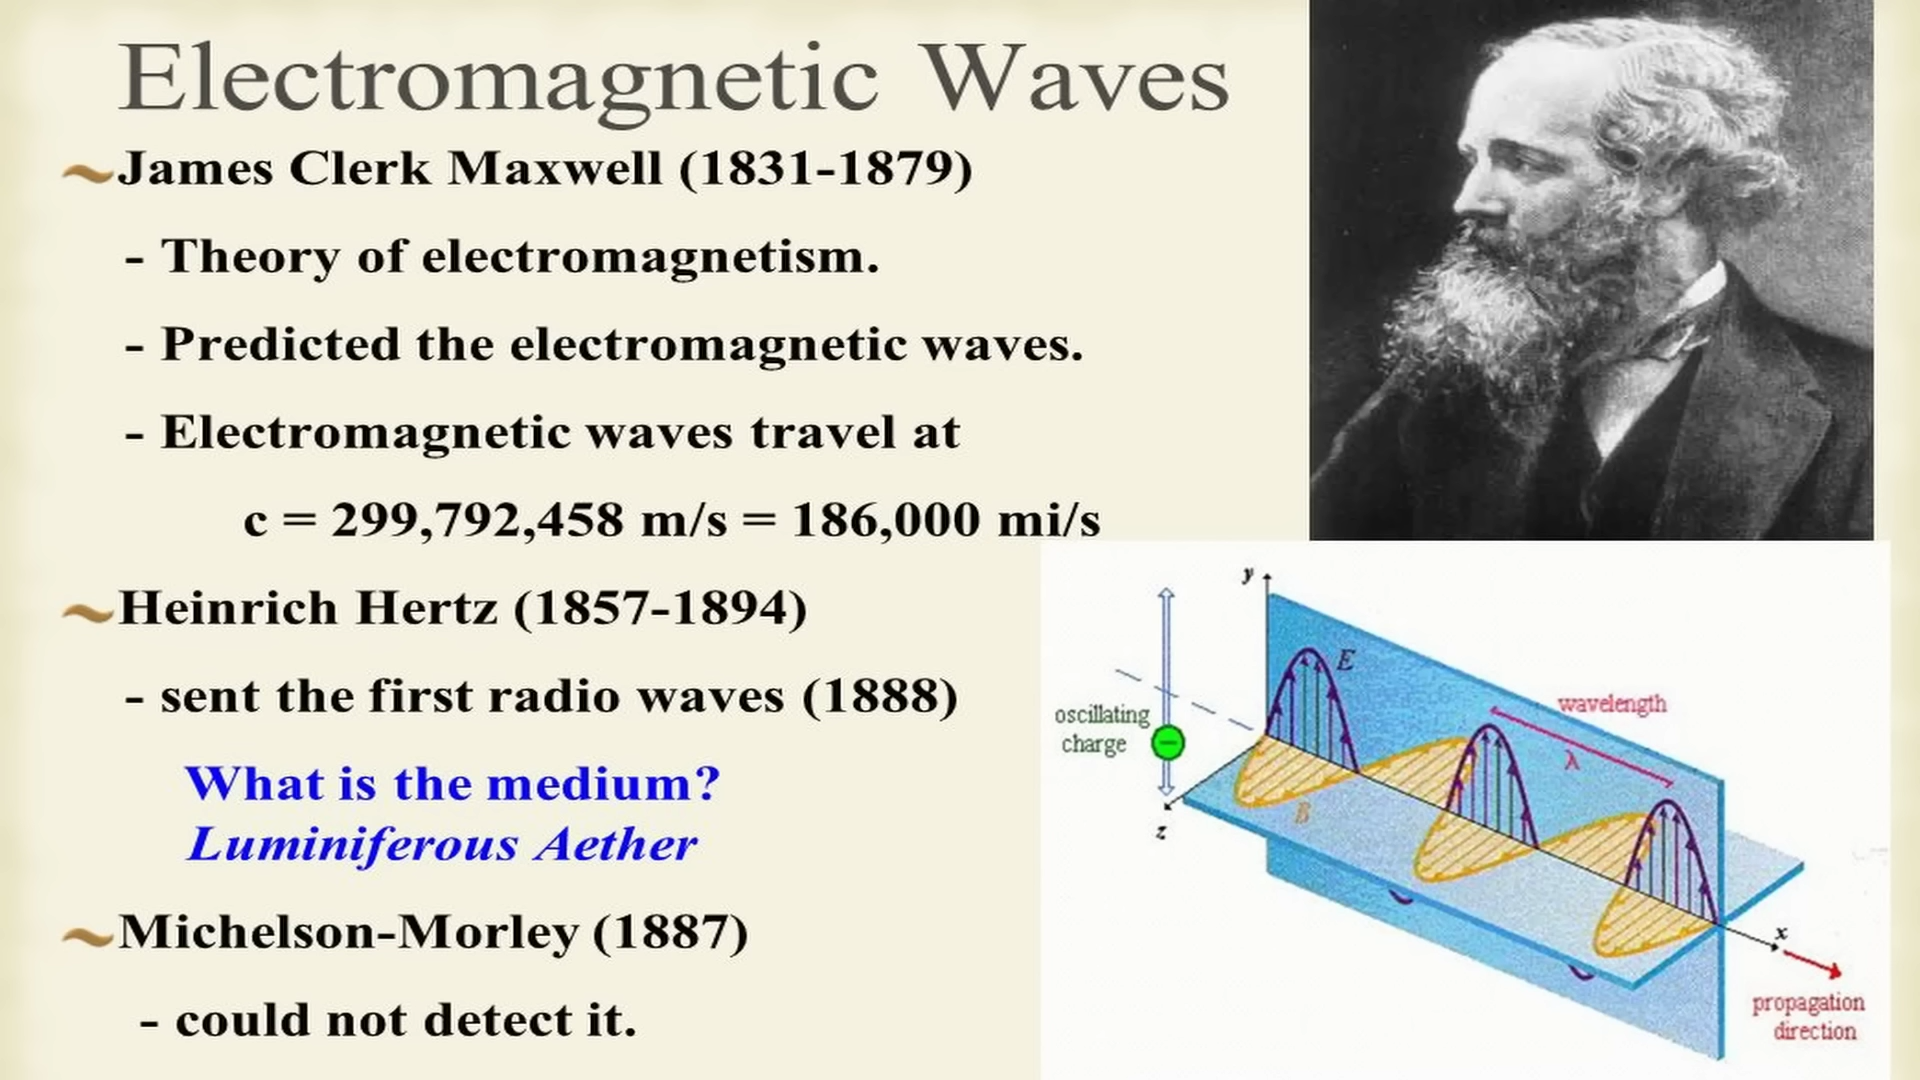 Electromagnetic Waves
James Clerk Maxwell (1831-1879)
- Theory of electromagnetism.
- Predicted the electromagnetic waves.
- Electromagnetic waves travel at
c = 299,792,458 m/s = 186,000 mi/s
Heinrich Hertz (1857-1894)
- sent the first radio waves (1888)
What is the medium?
Luminiferous Aether
Michelson-Morley (1887)
- could not detect it.
y
E
wavelength
λ
oscillating
charge
B
z
x
propagation
direction